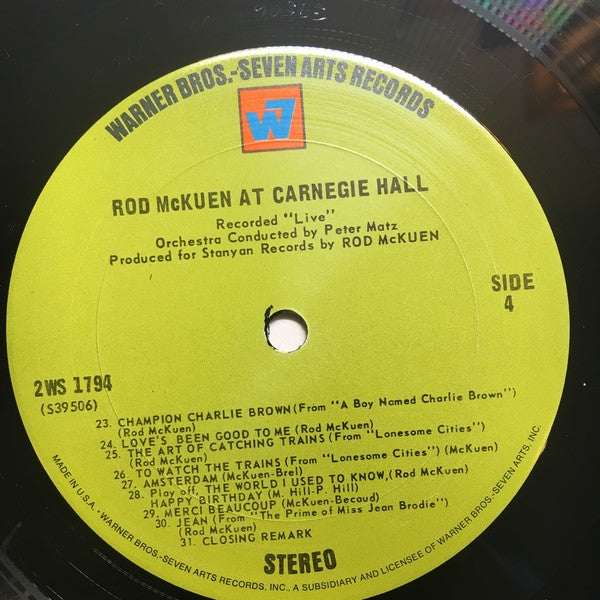 WARNER BROS.-SEVEN ARTS RECORDS
W7
ROD McKUEN AT CARNEGIE HALL
Recorded "Live"
Orchestra Conducted by Peter Matz
Produced for Stanyan Records by ROD McKUEN
SIDE
4
2WS 1794
(S39506)
23. CHAMPION CHARLIE BROWN (From "A Boy Named Charlie Brown")
(Rod McKuen)
24. LOVE'S BEEN GOOD TO ME (Rod McKuen)
25. THE ART OF CATCHING TRAINS (From "Lonesome Cities")
(Rod McKuen)
26. TO WATCH THE TRAINS (From "Lonesome Cities") (McKuen)
27. AMSTERDAM (McKuen-Brel)
28. Play off, THE WORLD I USED TO KNOW, (Rod McKuen)
HAPPY BIRTHDAY (M. Hill-P. Hill)
29. MERCI BEAUCOUP (McKuen-Becaud)
30. JEAN (From "The Prime of Miss Jean Brodie")
(Rod McKuen)
31. CLOSING REMARK
STEREO
MADE IN U.S.A. · WARNER BROS.-SEVEN ARTS RECORDS, INC., A SUBSIDIARY AND LICENSEE OF WARNER BROS.-SEVEN ARTS, INC.